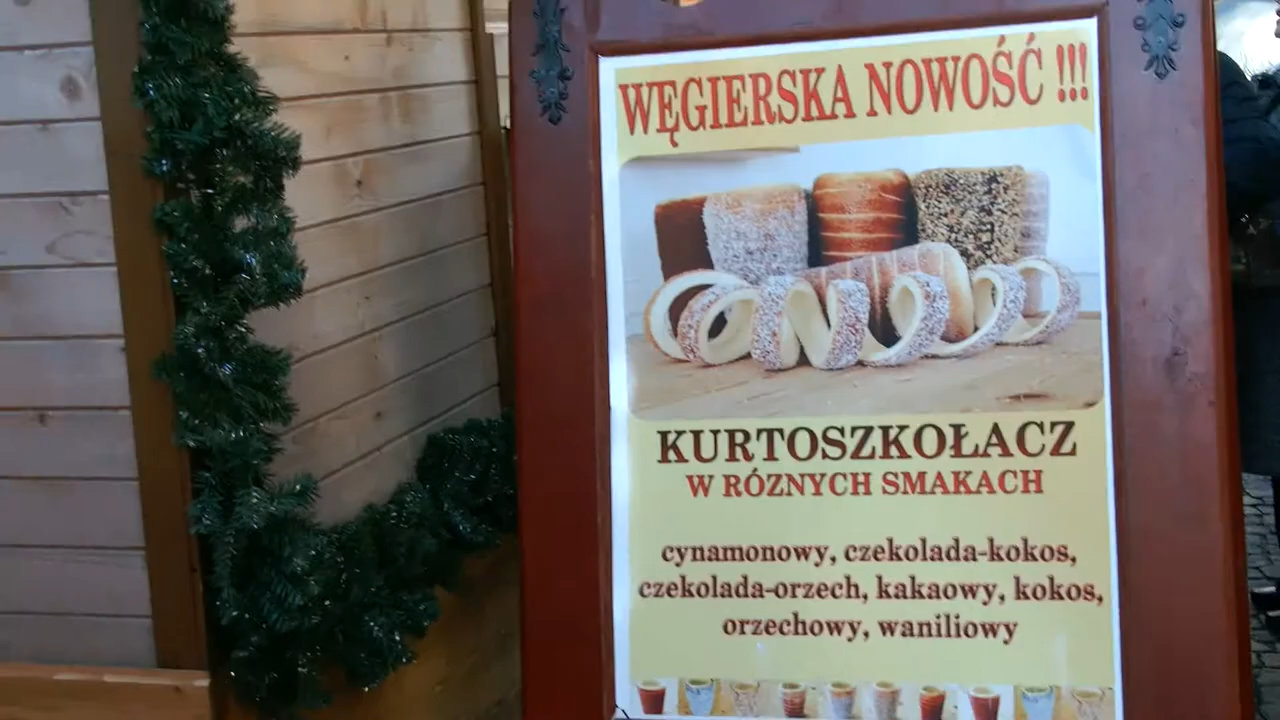 WĘGIERSKA NOWOŚĆ !!!
KURTOSZKOŁACZ
W RÓZNYCH SMAKACH
cynamonowy, czekolada-kokos,
czekolada-orzech, kakaowy, kokos,
orzechowy, waniliowy